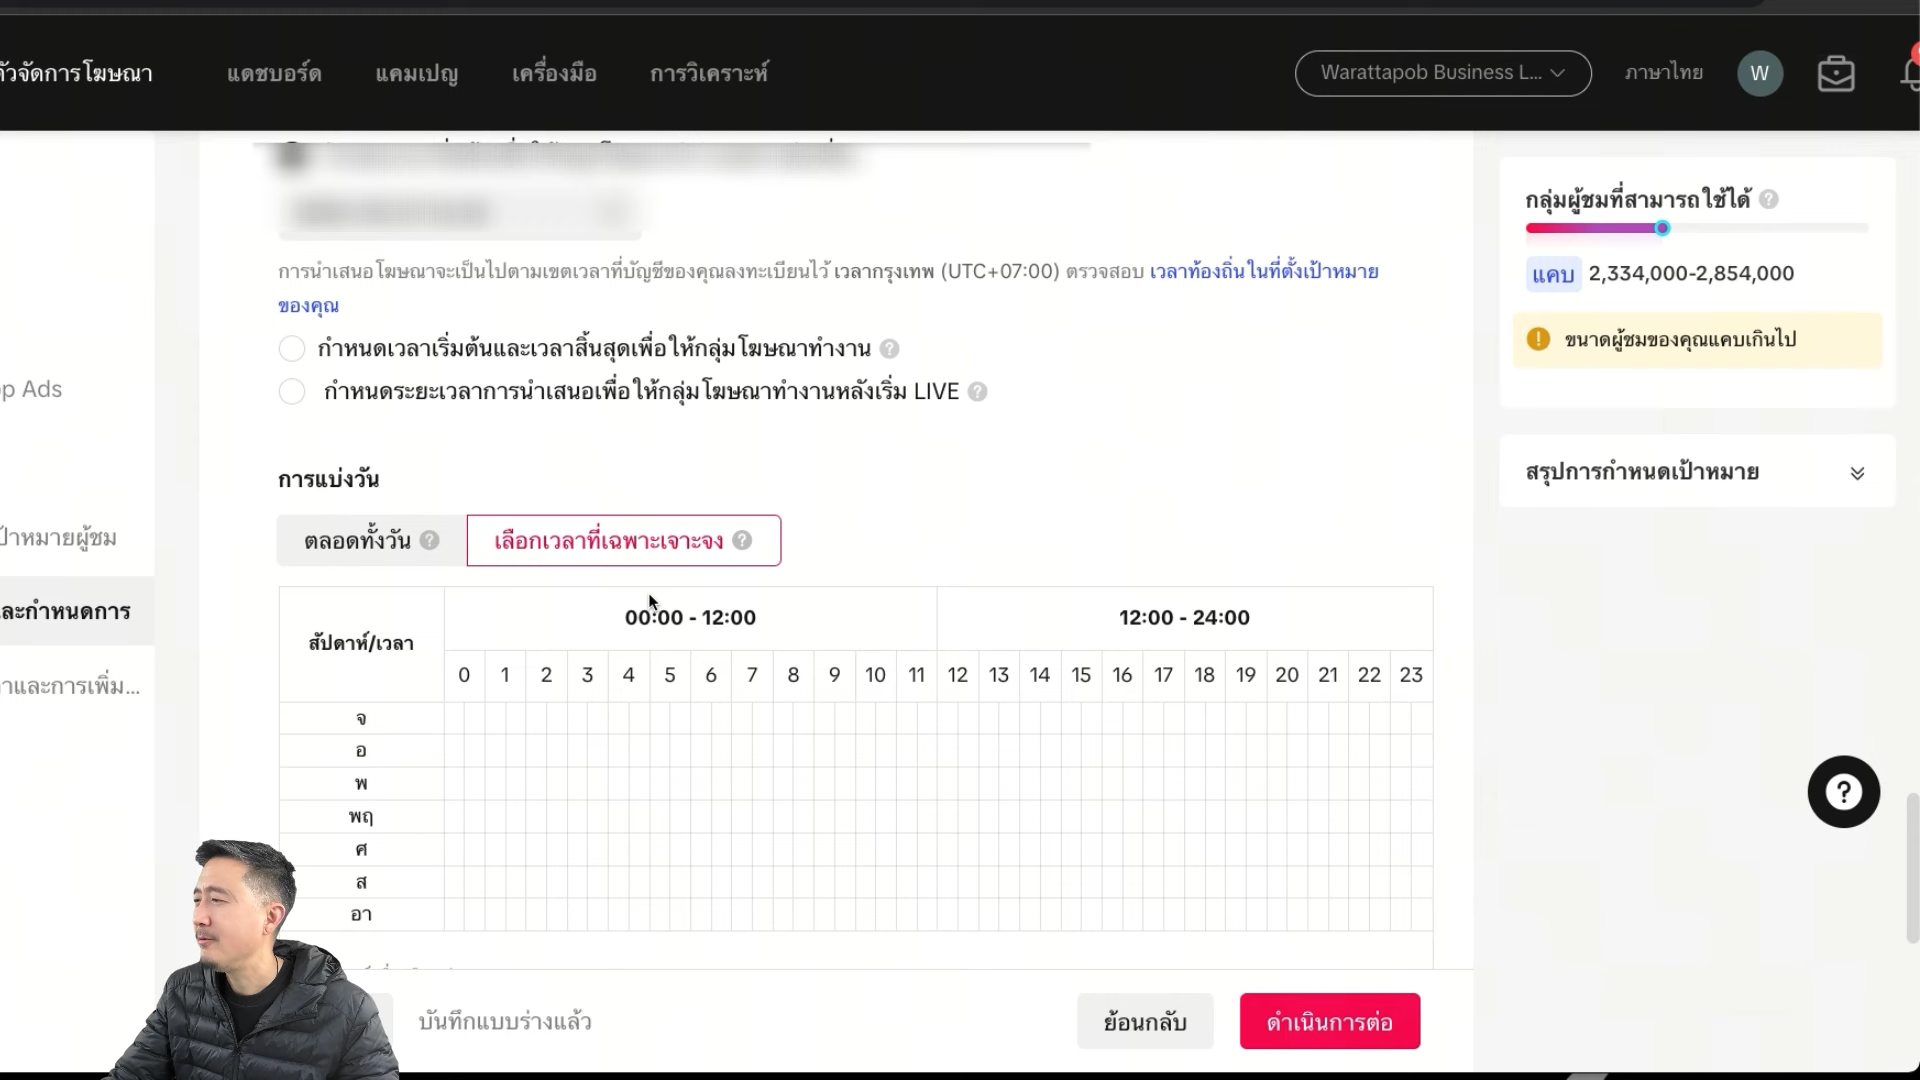 ตัวจัดการโฆษณา แดชบอร์ด แคมเปญ เครื่องมือ การวิเคราะห์ Warattapob Business L... ภาษาไทย W
การนำเสนอโฆษณาจะเป็นไปตามเขตเวลาที่บัญชีของคุณลงทะเบียนไว้ เวลากรุงเทพ (UTC+07:00) ตรวจสอบ เวลาท้องถิ่นในที่ตั้งเป้าหมาย
ของคุณ
กำหนดเวลาเริ่มต้นและเวลาสิ้นสุดเพื่อให้กลุ่มโฆษณาทำงาน ?
กำหนดระยะเวลาการนำเสนอเพื่อให้กลุ่มโฆษณาทำงานหลังเริ่ม LIVE ?
การแบ่งวัน
ตลอดทั้งวัน ? เลือกเวลาที่เฉพาะเจาะจง ?
สัปดาห์/เวลา
00:00 - 12:00 12:00 - 24:00
0 1 2 3 4 5 6 7 8 9 10 11 12 13 14 15 16 17 18 19 20 21 22 23
จ
อ
พ
พฤ
ศ
ส
อา
บันทึกแบบร่างแล้ว ย้อนกลับ ดำเนินการต่อ
p Ads
ป้าหมายผู้ชม
ละกำหนดการ
าและการเพิ่ม...
กลุ่มผู้ชมที่สามารถใช้ได้ ?
แคบ 2,334,000-2,854,000
! ขนาดผู้ชมของคุณแคบเกินไป
สรุปการกำหนดเป้าหมาย
?